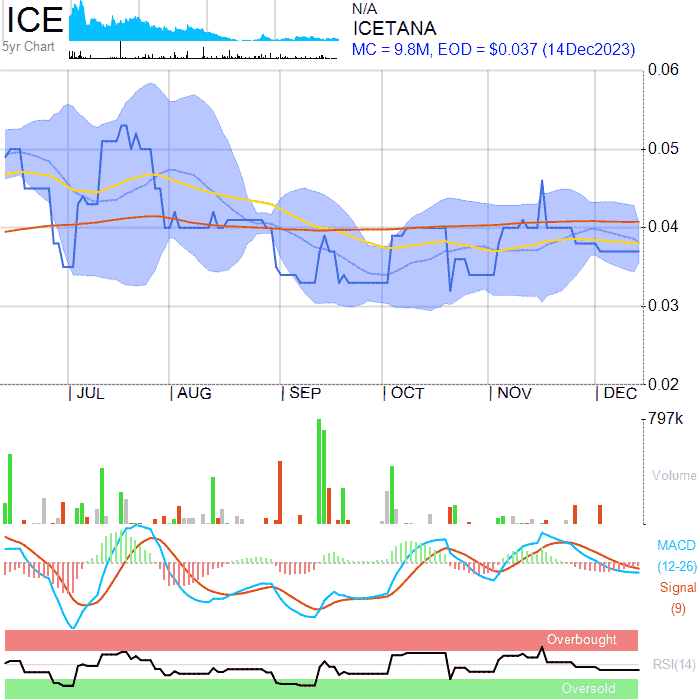 ICE
5yr Chart
N/A
ICETANA
MC = 9.8M, EOD = $0.037 (14Dec2023)
0.06
0.05
0.04
0.03
0.02
JUL AUG SEP OCT NOV DEC
797k
Volume
MACD
(12-26)
Signal
(9)
Overbought
RSI(14)
Oversold